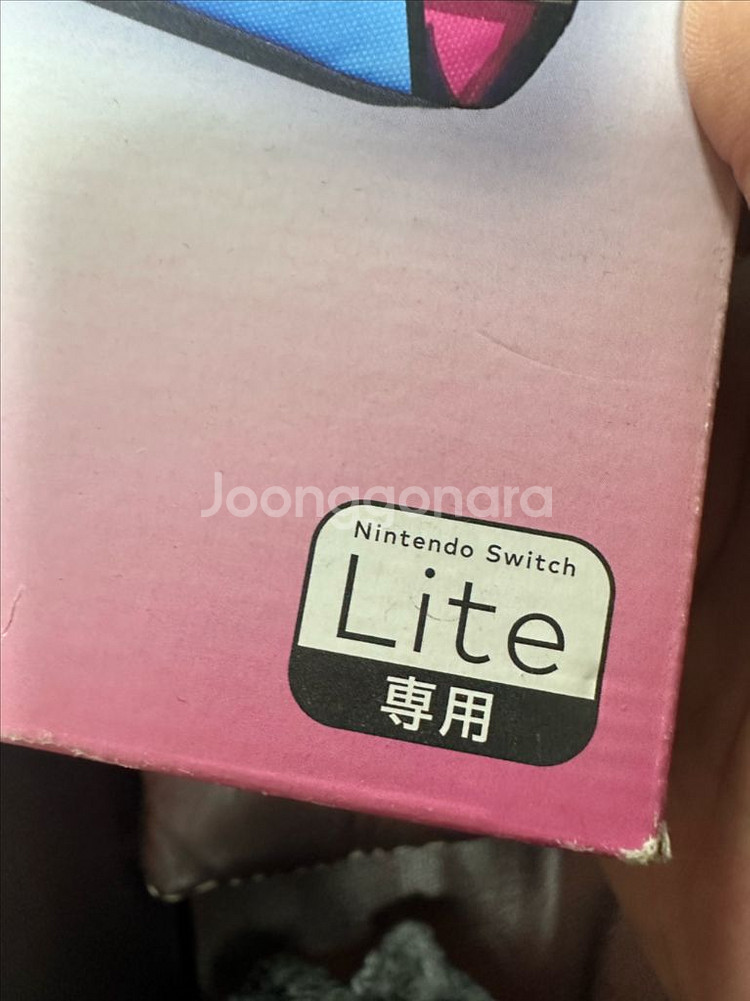 Joonggonara
Nintendo Switch
Lite
専用